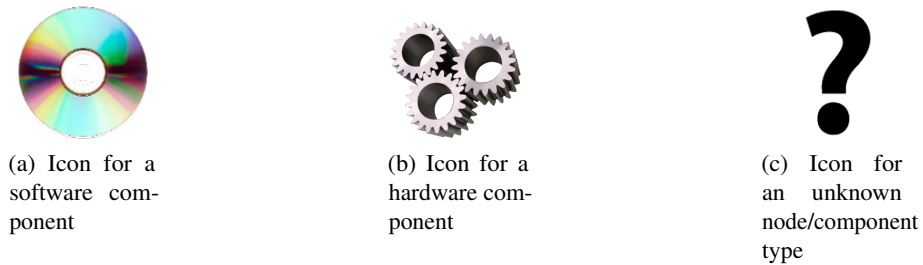 (a) Icon for a
software com-
ponent
(b) Icon for a
hardware com-
ponent
?
(c) Icon for
an unknown
node/component
type